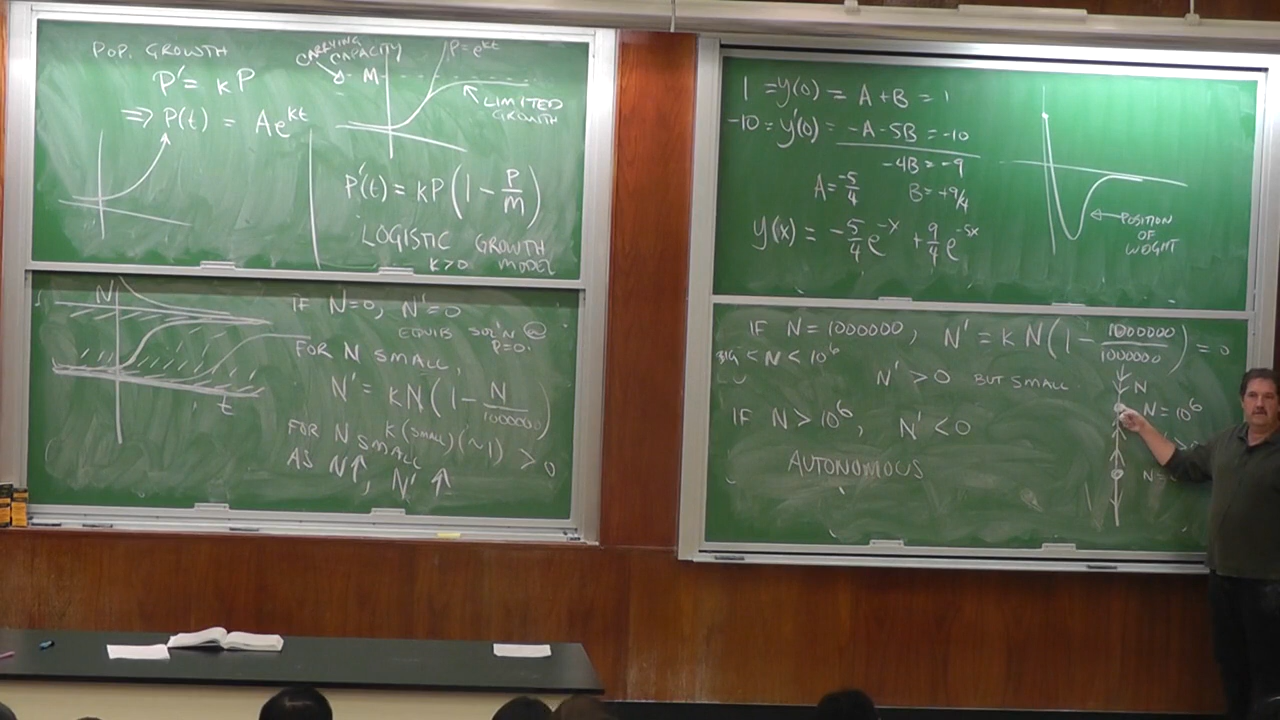 POP. GROWTH
P' = kP
⇒ P(t) = Ae^{kt}
CARRYING
CAPACITY
M
P=e^{kt}
LIMITED
GROWTH
P'(t) = kP(1 - P/M)
LOGISTIC GROWTH
k>0 MODEL
N
t
IF N=0, N'=0
EQUIB SOL'N @
P=0.
FOR N SMALL,
N' = kN(1 - N/1000000)
k(SMALL)(~1) > 0
FOR N SMALL
AS N↑, N' ↑
1 = y(0) = A+B = 1
-10 = y'(0) = -A-5B = -10
-4B = -9
A = -5/4 B = +9/4
y(x) = -5/4 e^{-x} + 9/4 e^{-5x}
POSITION
OF
WEIGHT
IF N = 1000000, N' = kN(1 - 1000000/1000000) = 0
< N < 10^6
N' > 0 BUT SMALL
IF N > 10^6, N' < 0
AUTONOMOUS
N
N = 10^6
N =